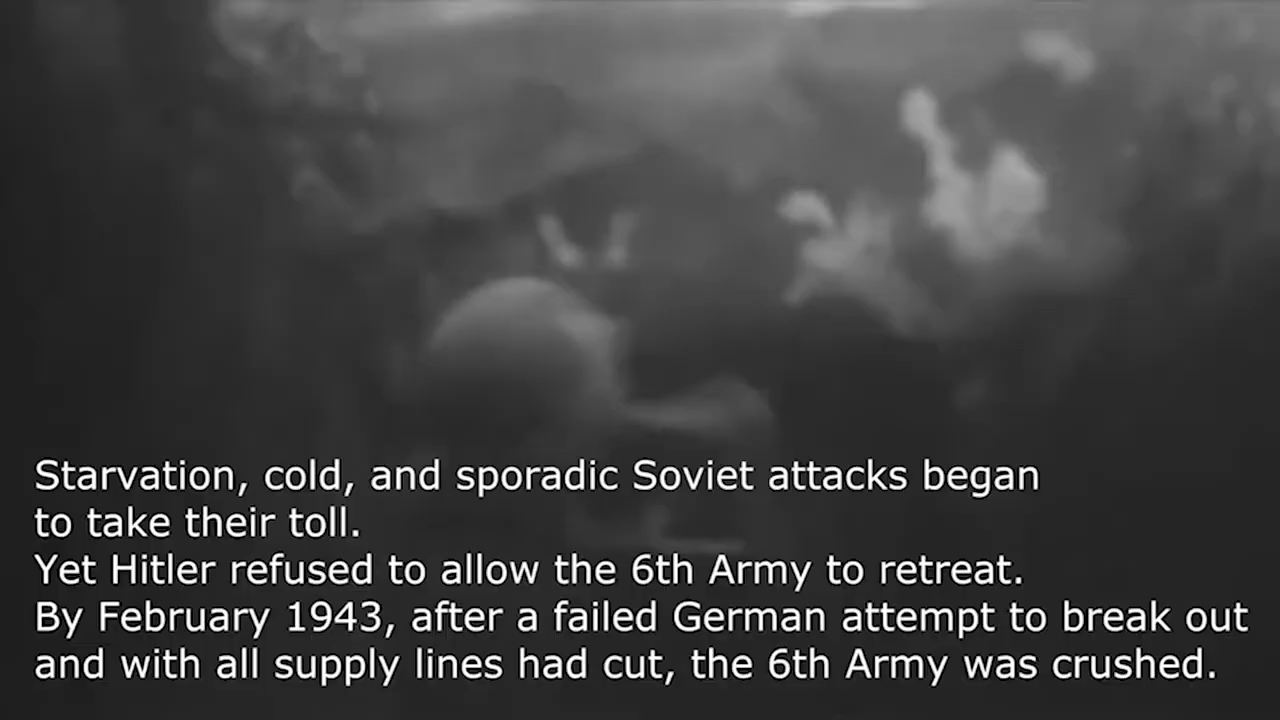 Starvation, cold, and sporadic Soviet attacks began
to take their toll.
Yet Hitler refused to allow the 6th Army to retreat.
By February 1943, after a failed German attempt to break out
and with all supply lines had cut, the 6th Army was crushed.